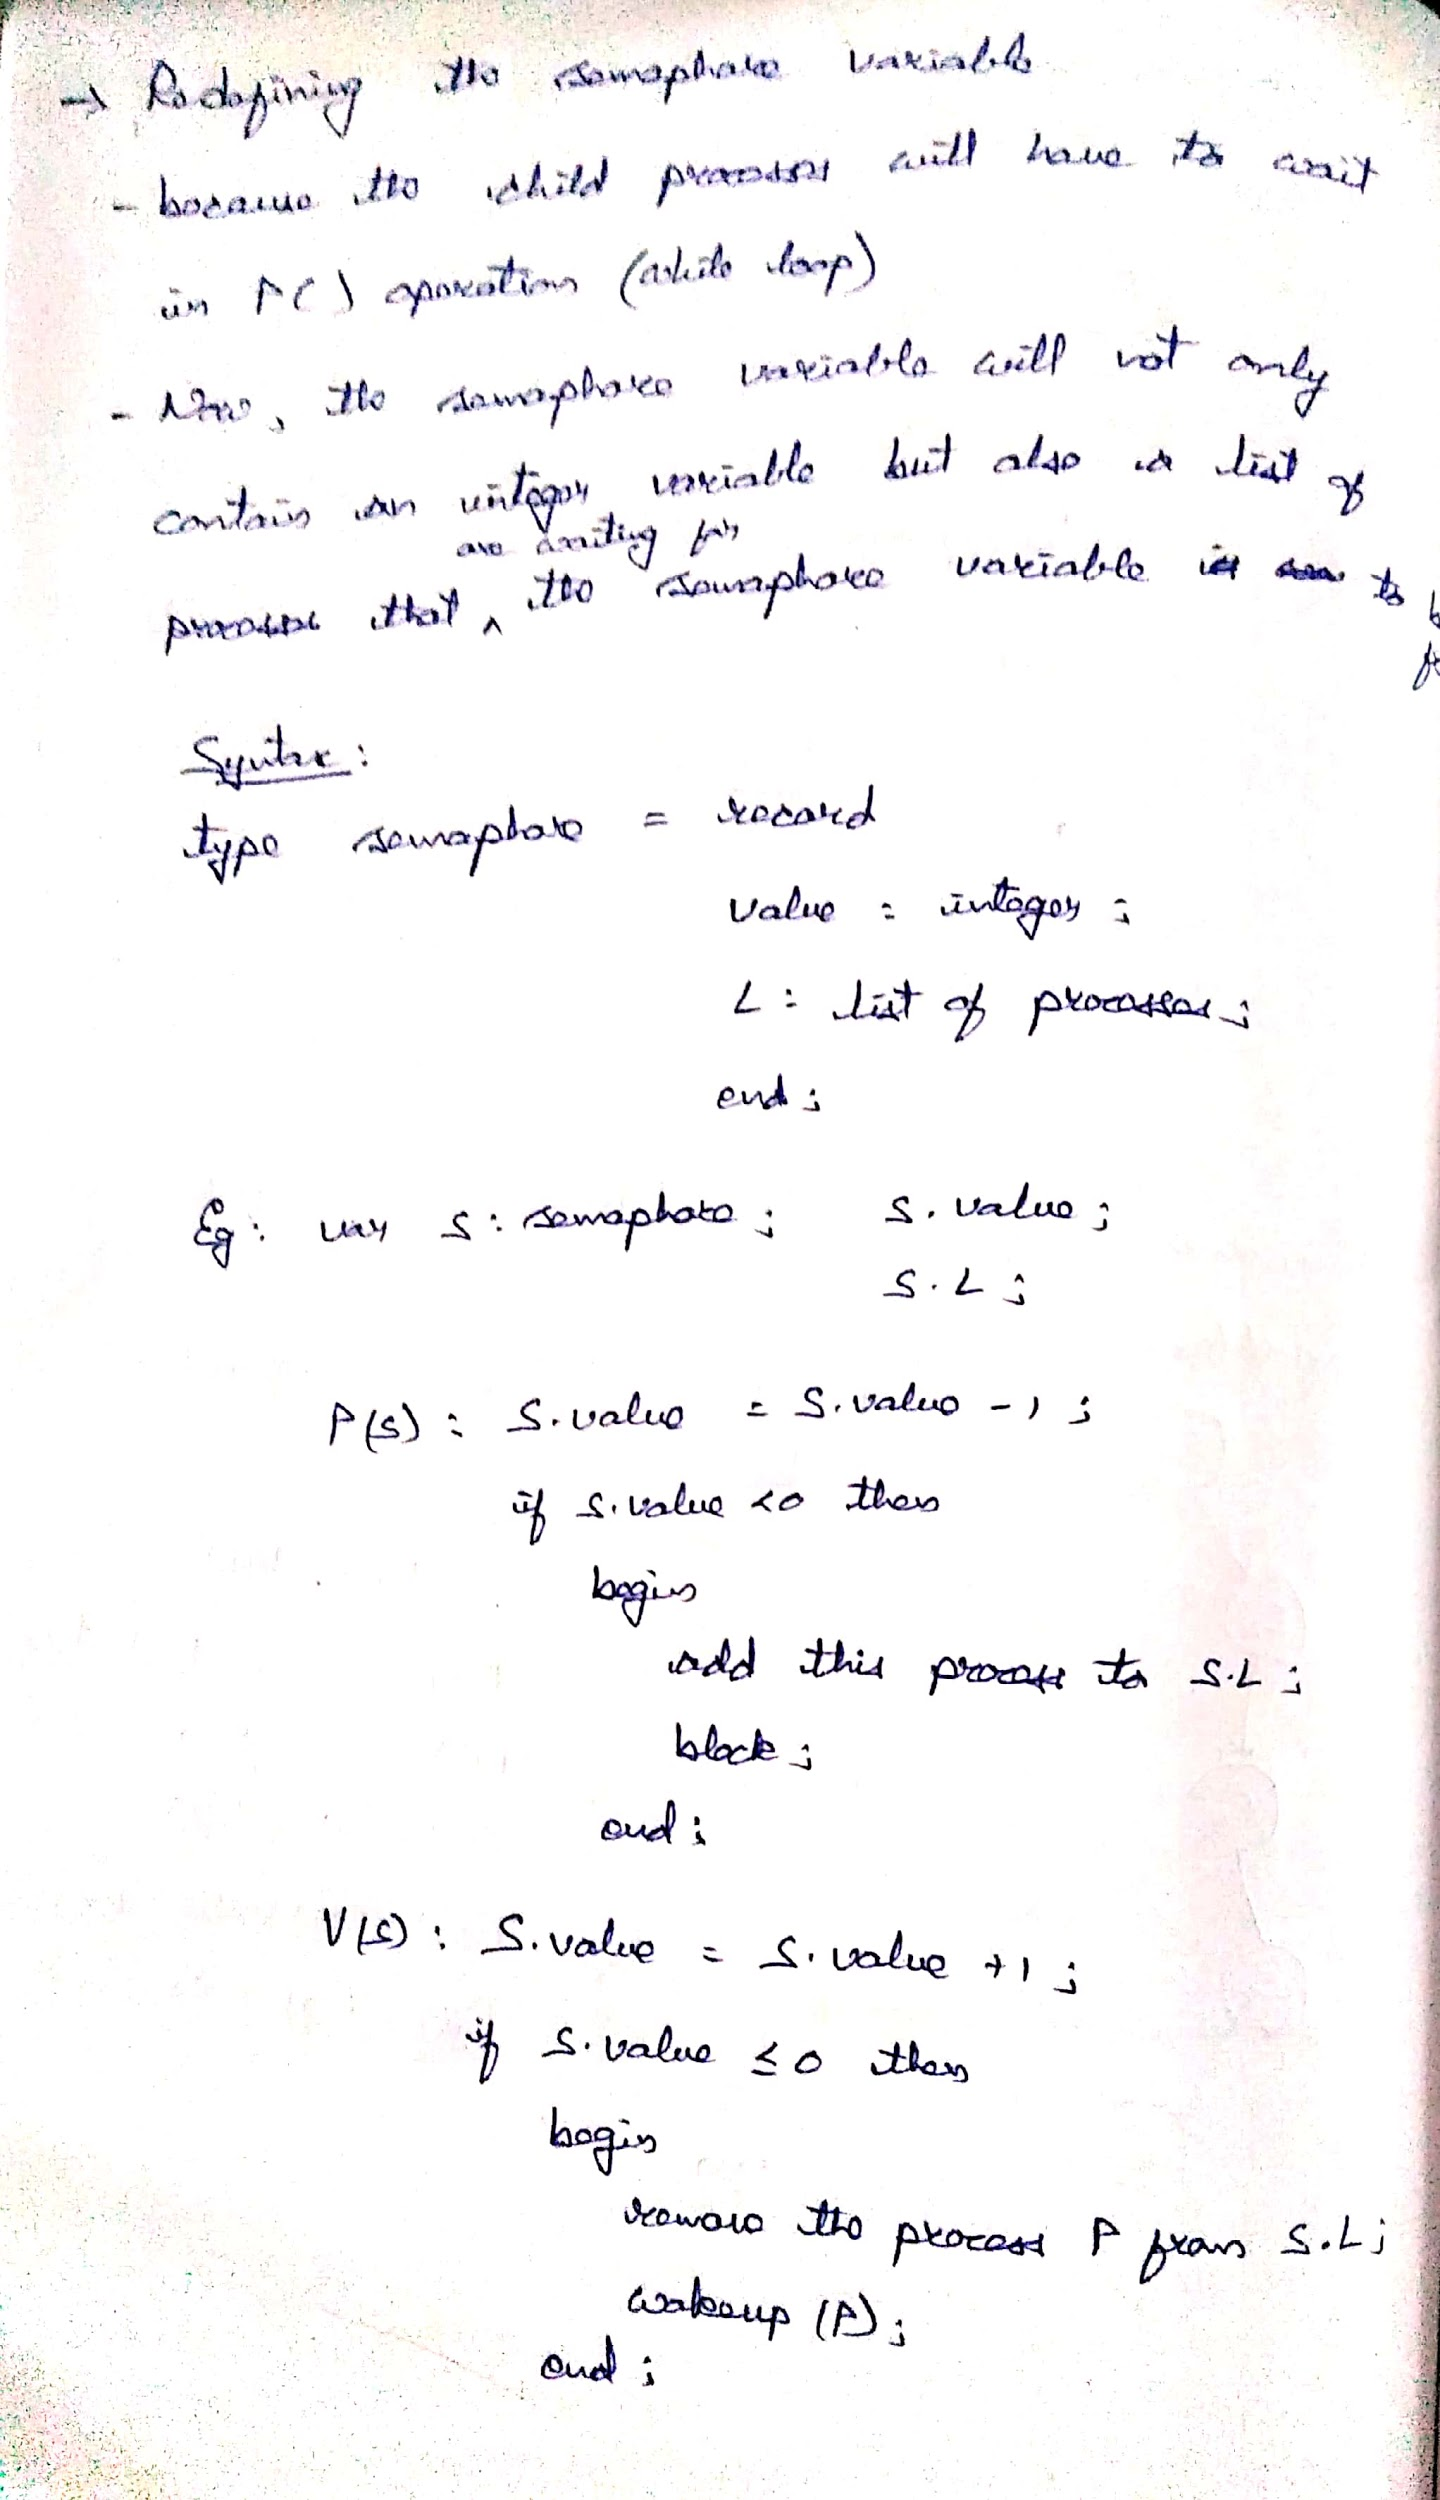 → Redefining the semaphore variable
- because the child processes will have to wait
in P( ) operation (while loop)
- Now, the semaphore variable will not only
contain an integer variable but also a list of
are waiting for
processes that ^ the semaphore variable is to
Syntax :
type semaphore = record
value : integer ;
L : list of processes ;
end ;
Eg : var S : semaphore ; S. value ;
S. L ;
P(S) : S. value = S. value - 1 ;
if S. value < 0 then
begin
add this process to S.L ;
block ;
end ;
V(S) : S. value = S. value + 1 ;
if S. value ≤ 0 then
begin
remove the process P from S.L ;
wakeup (P) ;
end ;